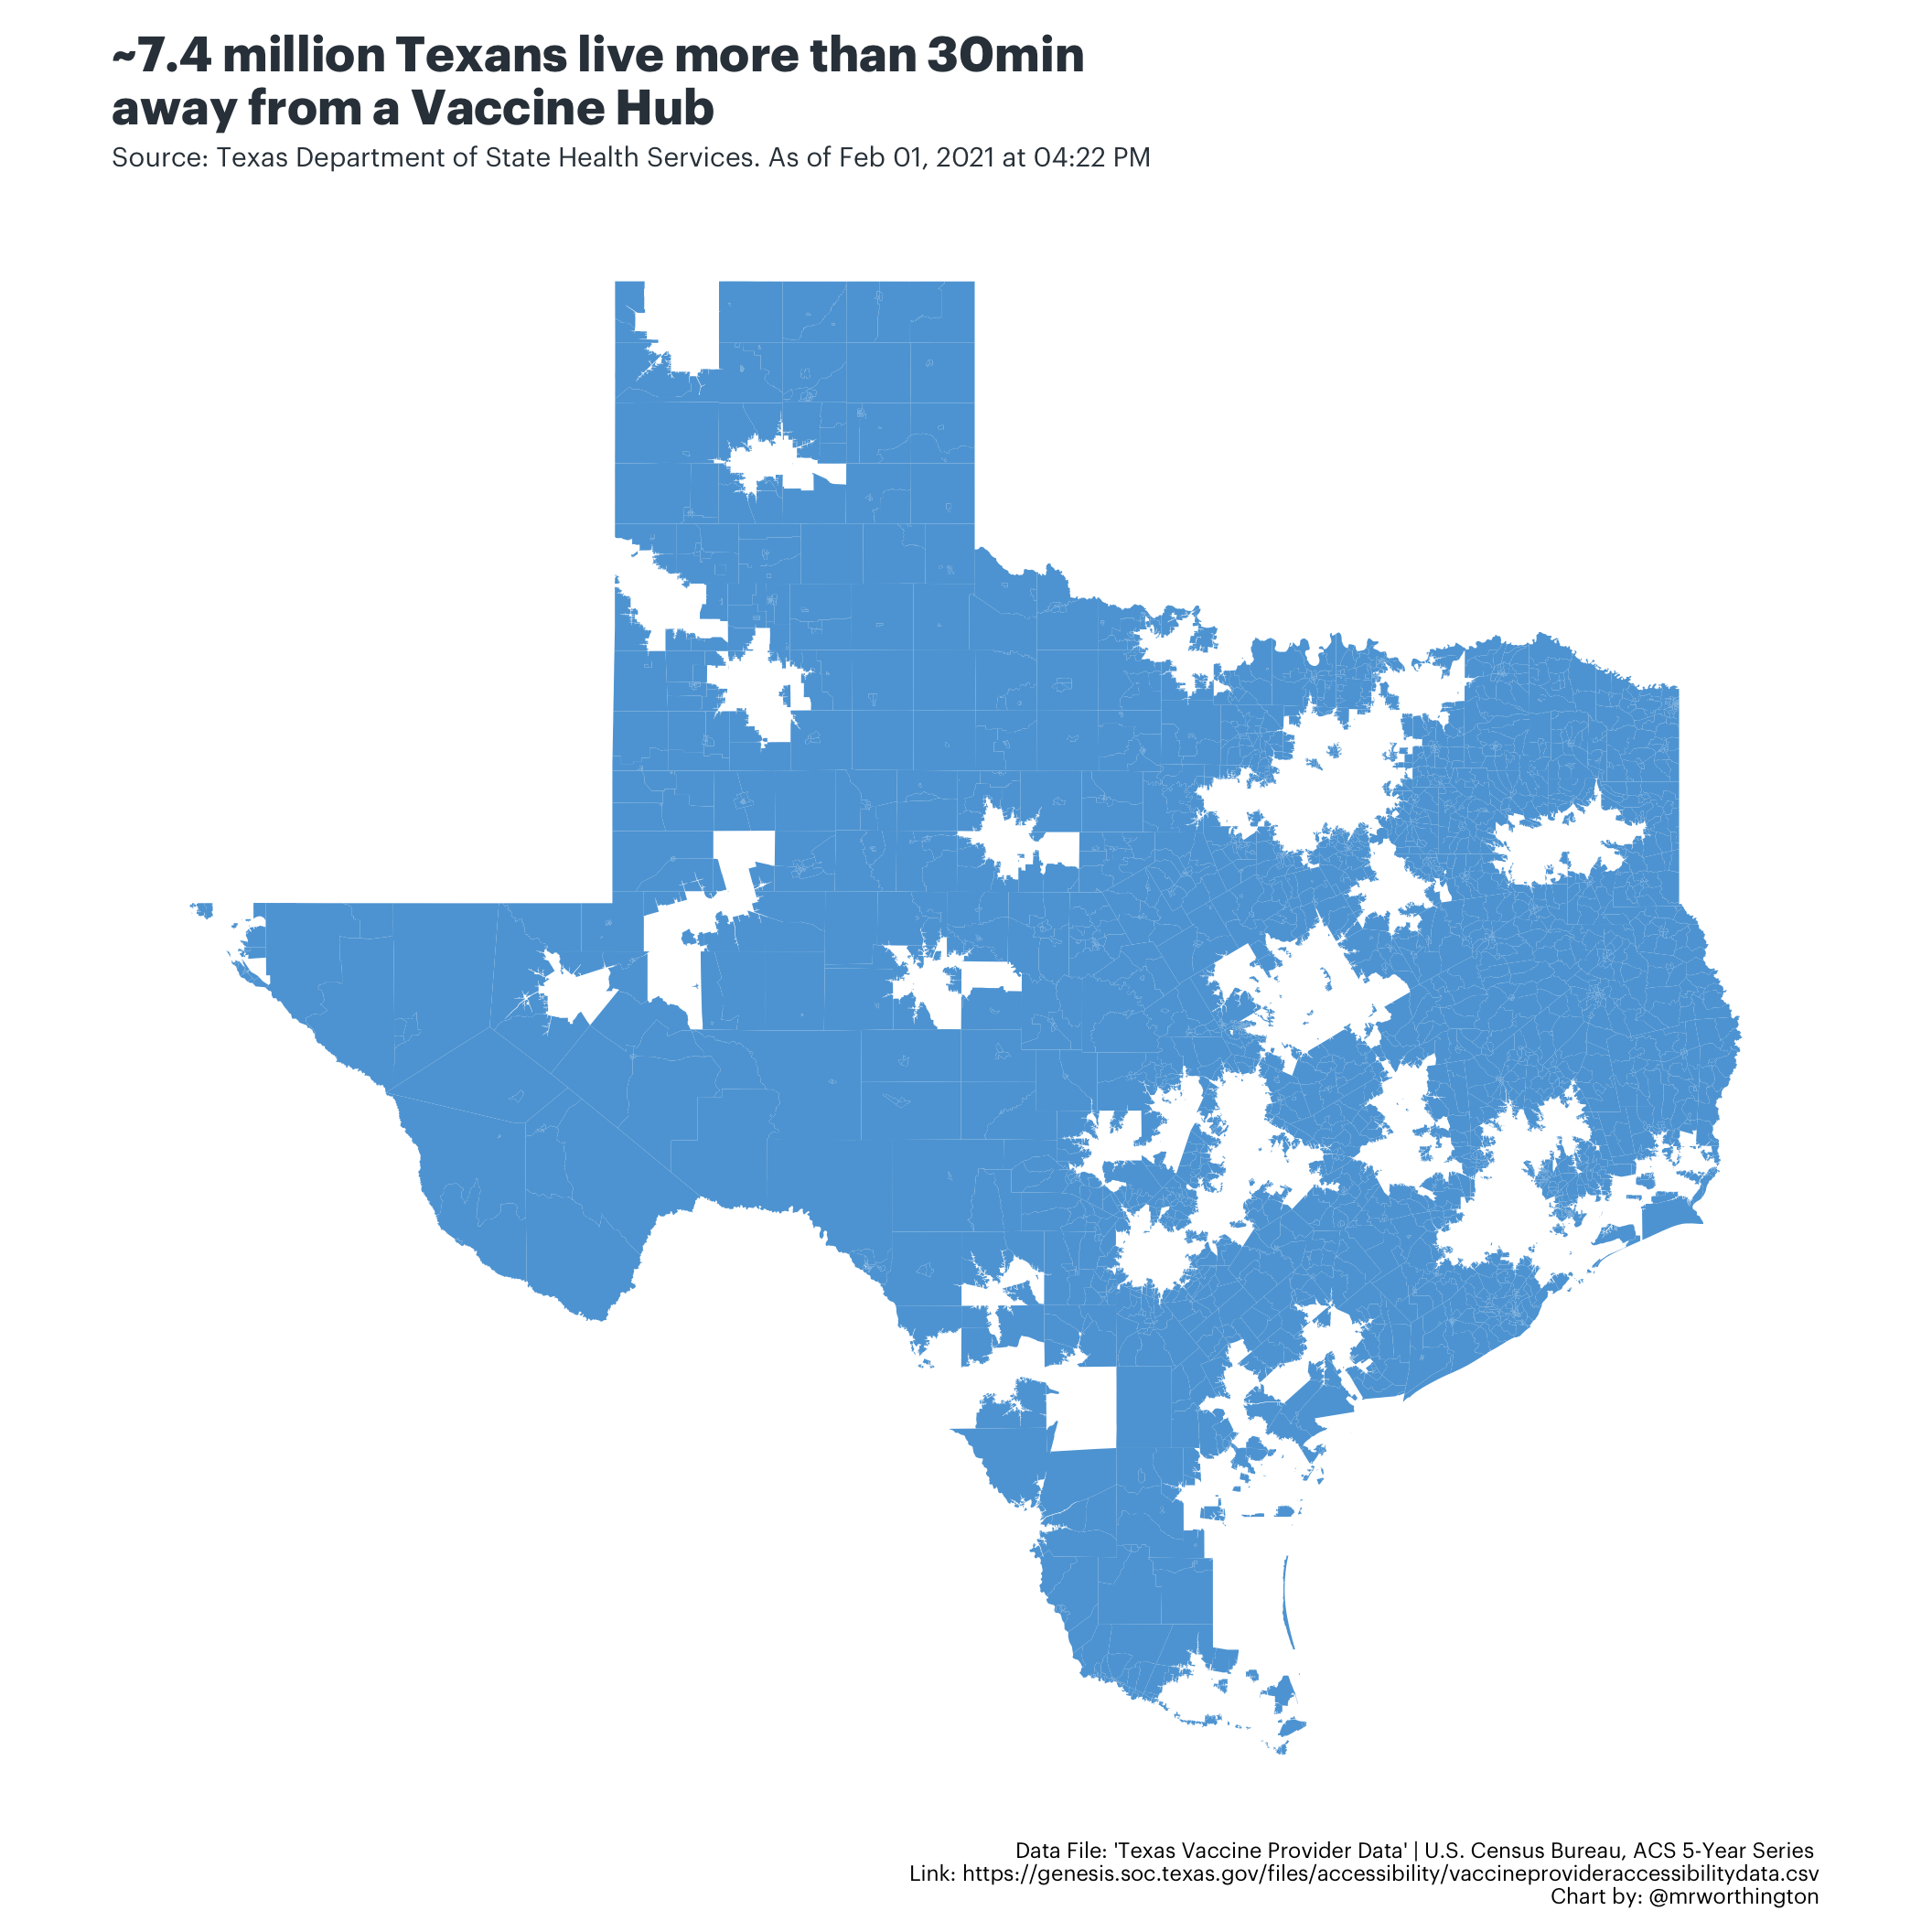 ~7.4 million Texans live more than 30min
away from a Vaccine Hub
Source: Texas Department of State Health Services. As of Feb 01, 2021 at 04:22 PM
Data File: 'Texas Vaccine Provider Data' | U.S. Census Bureau, ACS 5-Year Series
Link: https://genesis.soc.texas.gov/files/accessibility/vaccineprovideraccessibilitydata.csv
Chart by: @mrworthington